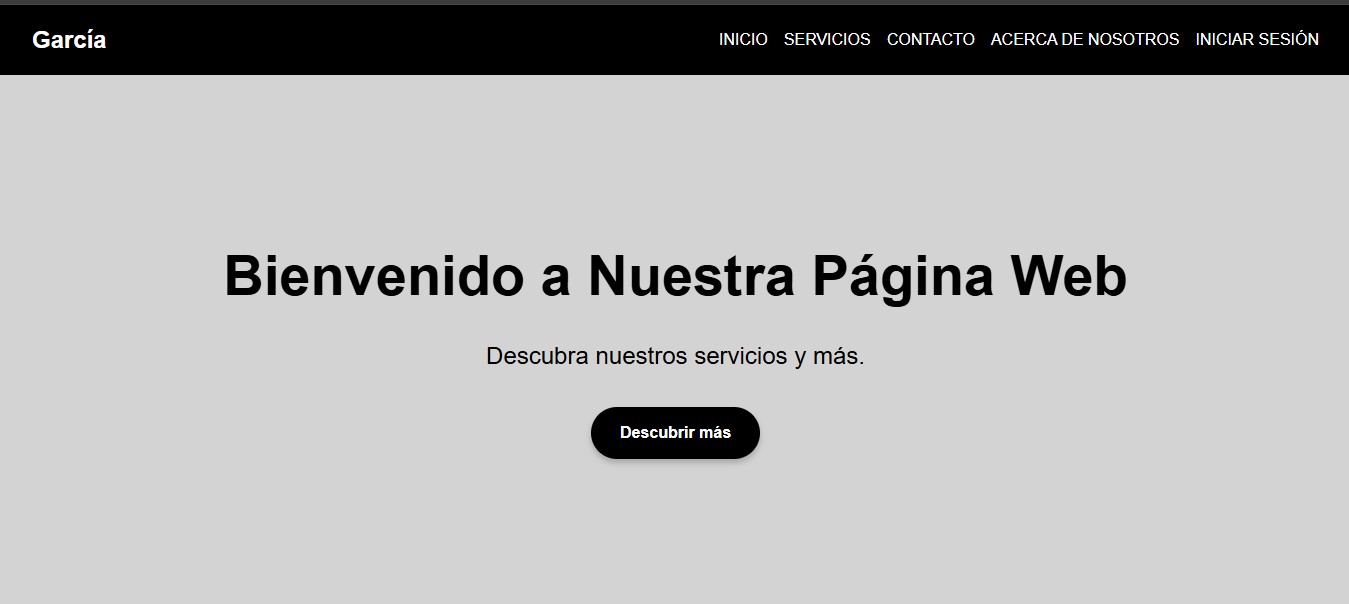 García
INICIO SERVICIOS CONTACTO ACERCA DE NOSOTROS INICIAR SESIÓN
Bienvenido a Nuestra Página Web
Descubra nuestros servicios y más.
Descubrir más